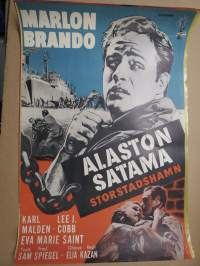 MARLON
BRANDO
ALASTON
SATAMA
STORSTADSHAMN
KARL LEE J.
MALDEN - COBB
EVA MARIE SAINT
SAM SPIEGEL - ELIA KAZAN